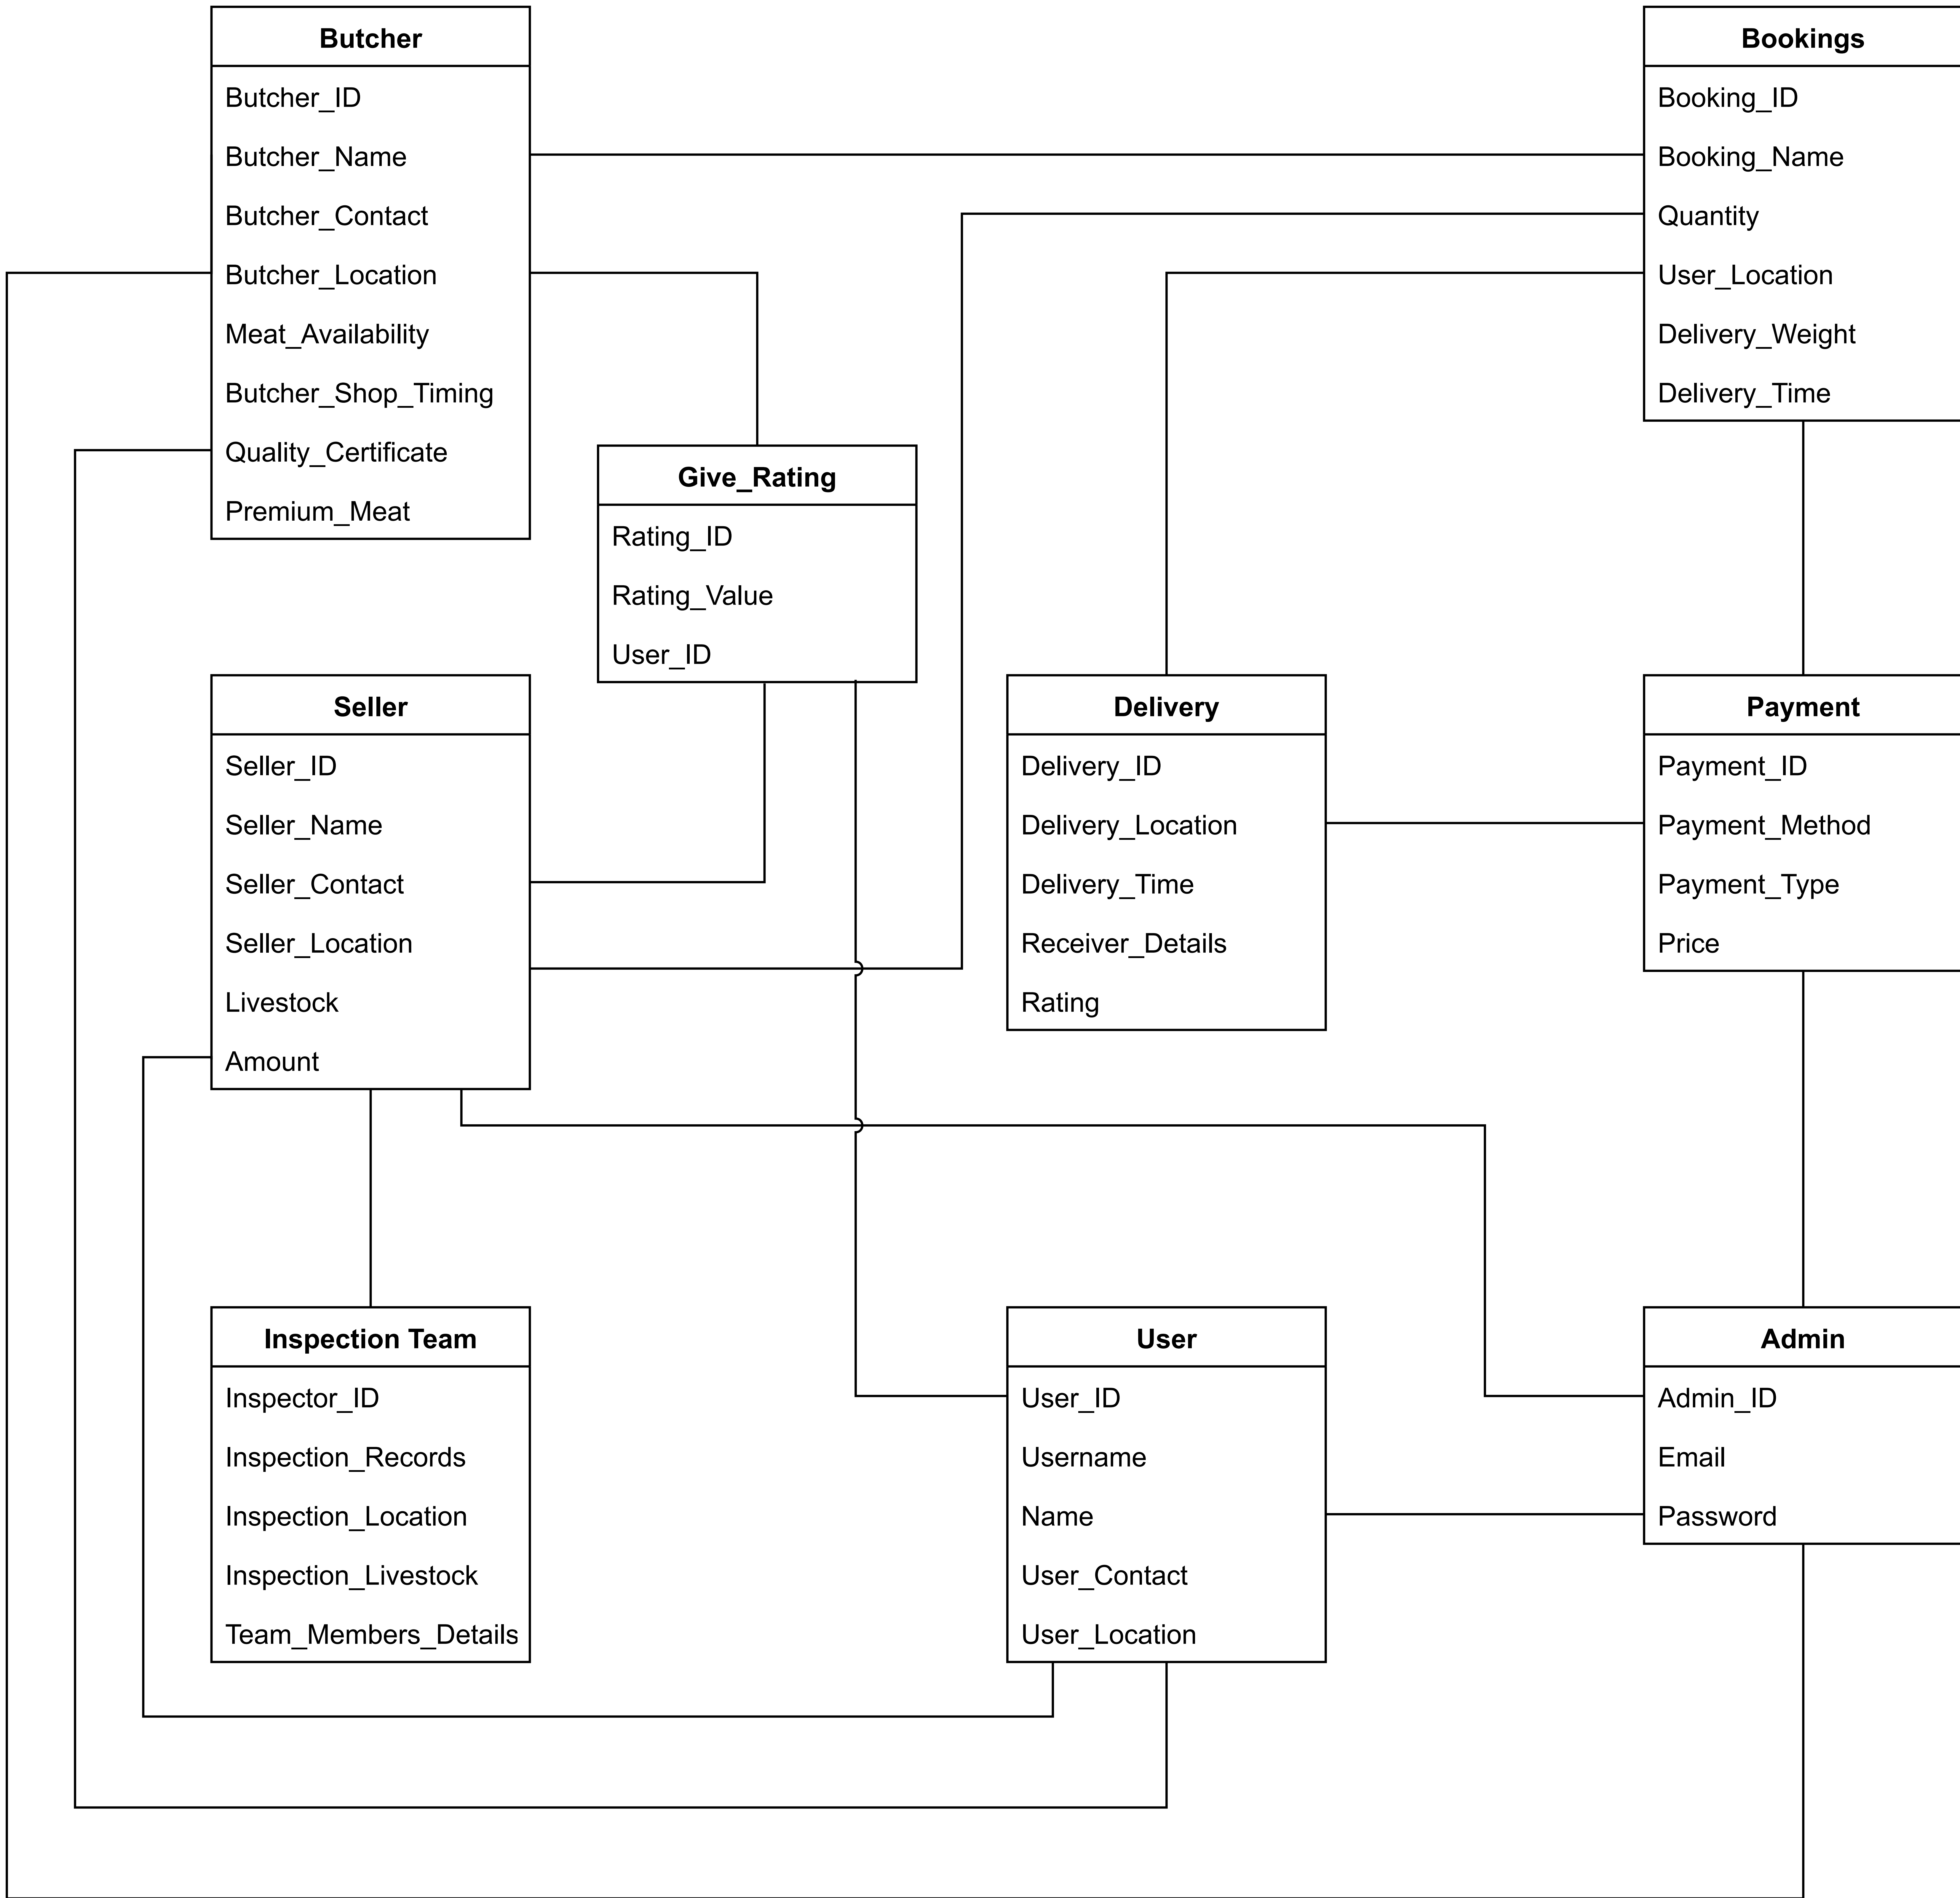 Butcher
Butcher_ID
Butcher_Name
Butcher_Contact
Butcher_Location
Meat_Availability
Butcher_Shop_Timing
Quality_Certificate
Premium_Meat
Bookings
Booking_ID
Booking_Name
Quantity
User_Location
Delivery_Weight
Delivery_Time
Give_Rating
Rating_ID
Rating_Value
User_ID
Seller
Seller_ID
Seller_Name
Seller_Contact
Seller_Location
Livestock
Amount
Delivery
Delivery_ID
Delivery_Location
Delivery_Time
Receiver_Details
Rating
Payment
Payment_ID
Payment_Method
Payment_Type
Price
Inspection Team
Inspector_ID
Inspection_Records
Inspection_Location
Inspection_Livestock
Team_Members_Details
User
User_ID
Username
Name
User_Contact
User_Location
Admin
Admin_ID
Email
Password